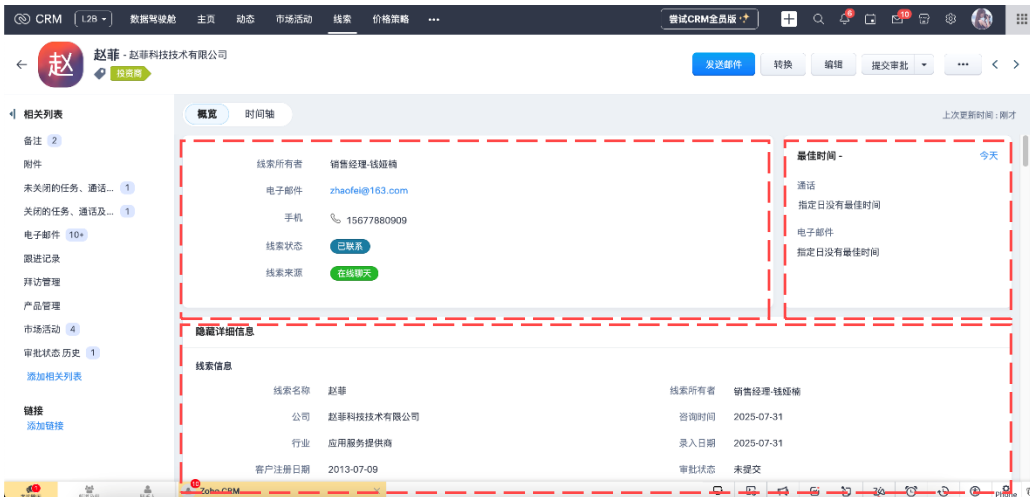 CRM L2B 数据驾驶舱 主页 动态 市场活动 线索 价格策略 ••• 尝试CRM全员版 6 10
赵 赵菲 - 赵菲科技技术有限公司
投资商
发送邮件 转换 编辑 提交审批 •••
相关列表
备注 2
附件
未关闭的任务、通话... 1
关闭的任务、通话及... 1
电子邮件 10+
跟进记录
拜访管理
产品管理
市场活动 4
审批状态 历史 1
添加相关列表
链接
添加链接
概览 时间轴 上次更新时间 : 刚才
线索所有者 销售经理-钱娅楠
电子邮件 zhaofei@163.com
手机 15677880909
线索状态 已联系
线索来源 在线聊天
最佳时间 - 今天
通话
指定日没有最佳时间
电子邮件
指定日没有最佳时间
隐藏详细信息
线索信息
线索名称 赵菲 线索所有者 销售经理-钱娅楠
公司 赵菲科技技术有限公司 咨询时间 2025-07-31
行业 应用服务提供商 录入日期 2025-07-31
客户注册日期 2013-07-09 审批状态 未提交
10 Zoho CRM Phone